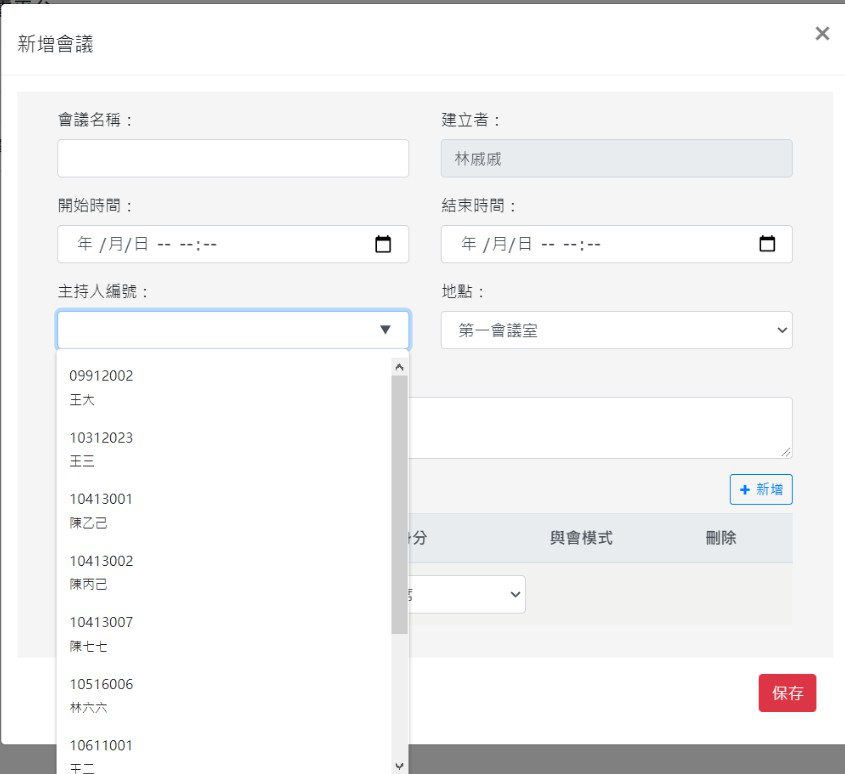 新增會議
×
會議名稱：
建立者：
林戚戚
開始時間：
結束時間：
年 /月/日 -- --:--
年 /月/日 -- --:--
主持人編號：
地點：
第一會議室
09912002
王大
10312023
王三
10413001
陳乙己
10413002
陳丙己
10413007
陳七七
10516006
林六六
10611001
王二
+ 新增
分
與會模式
刪除
保存